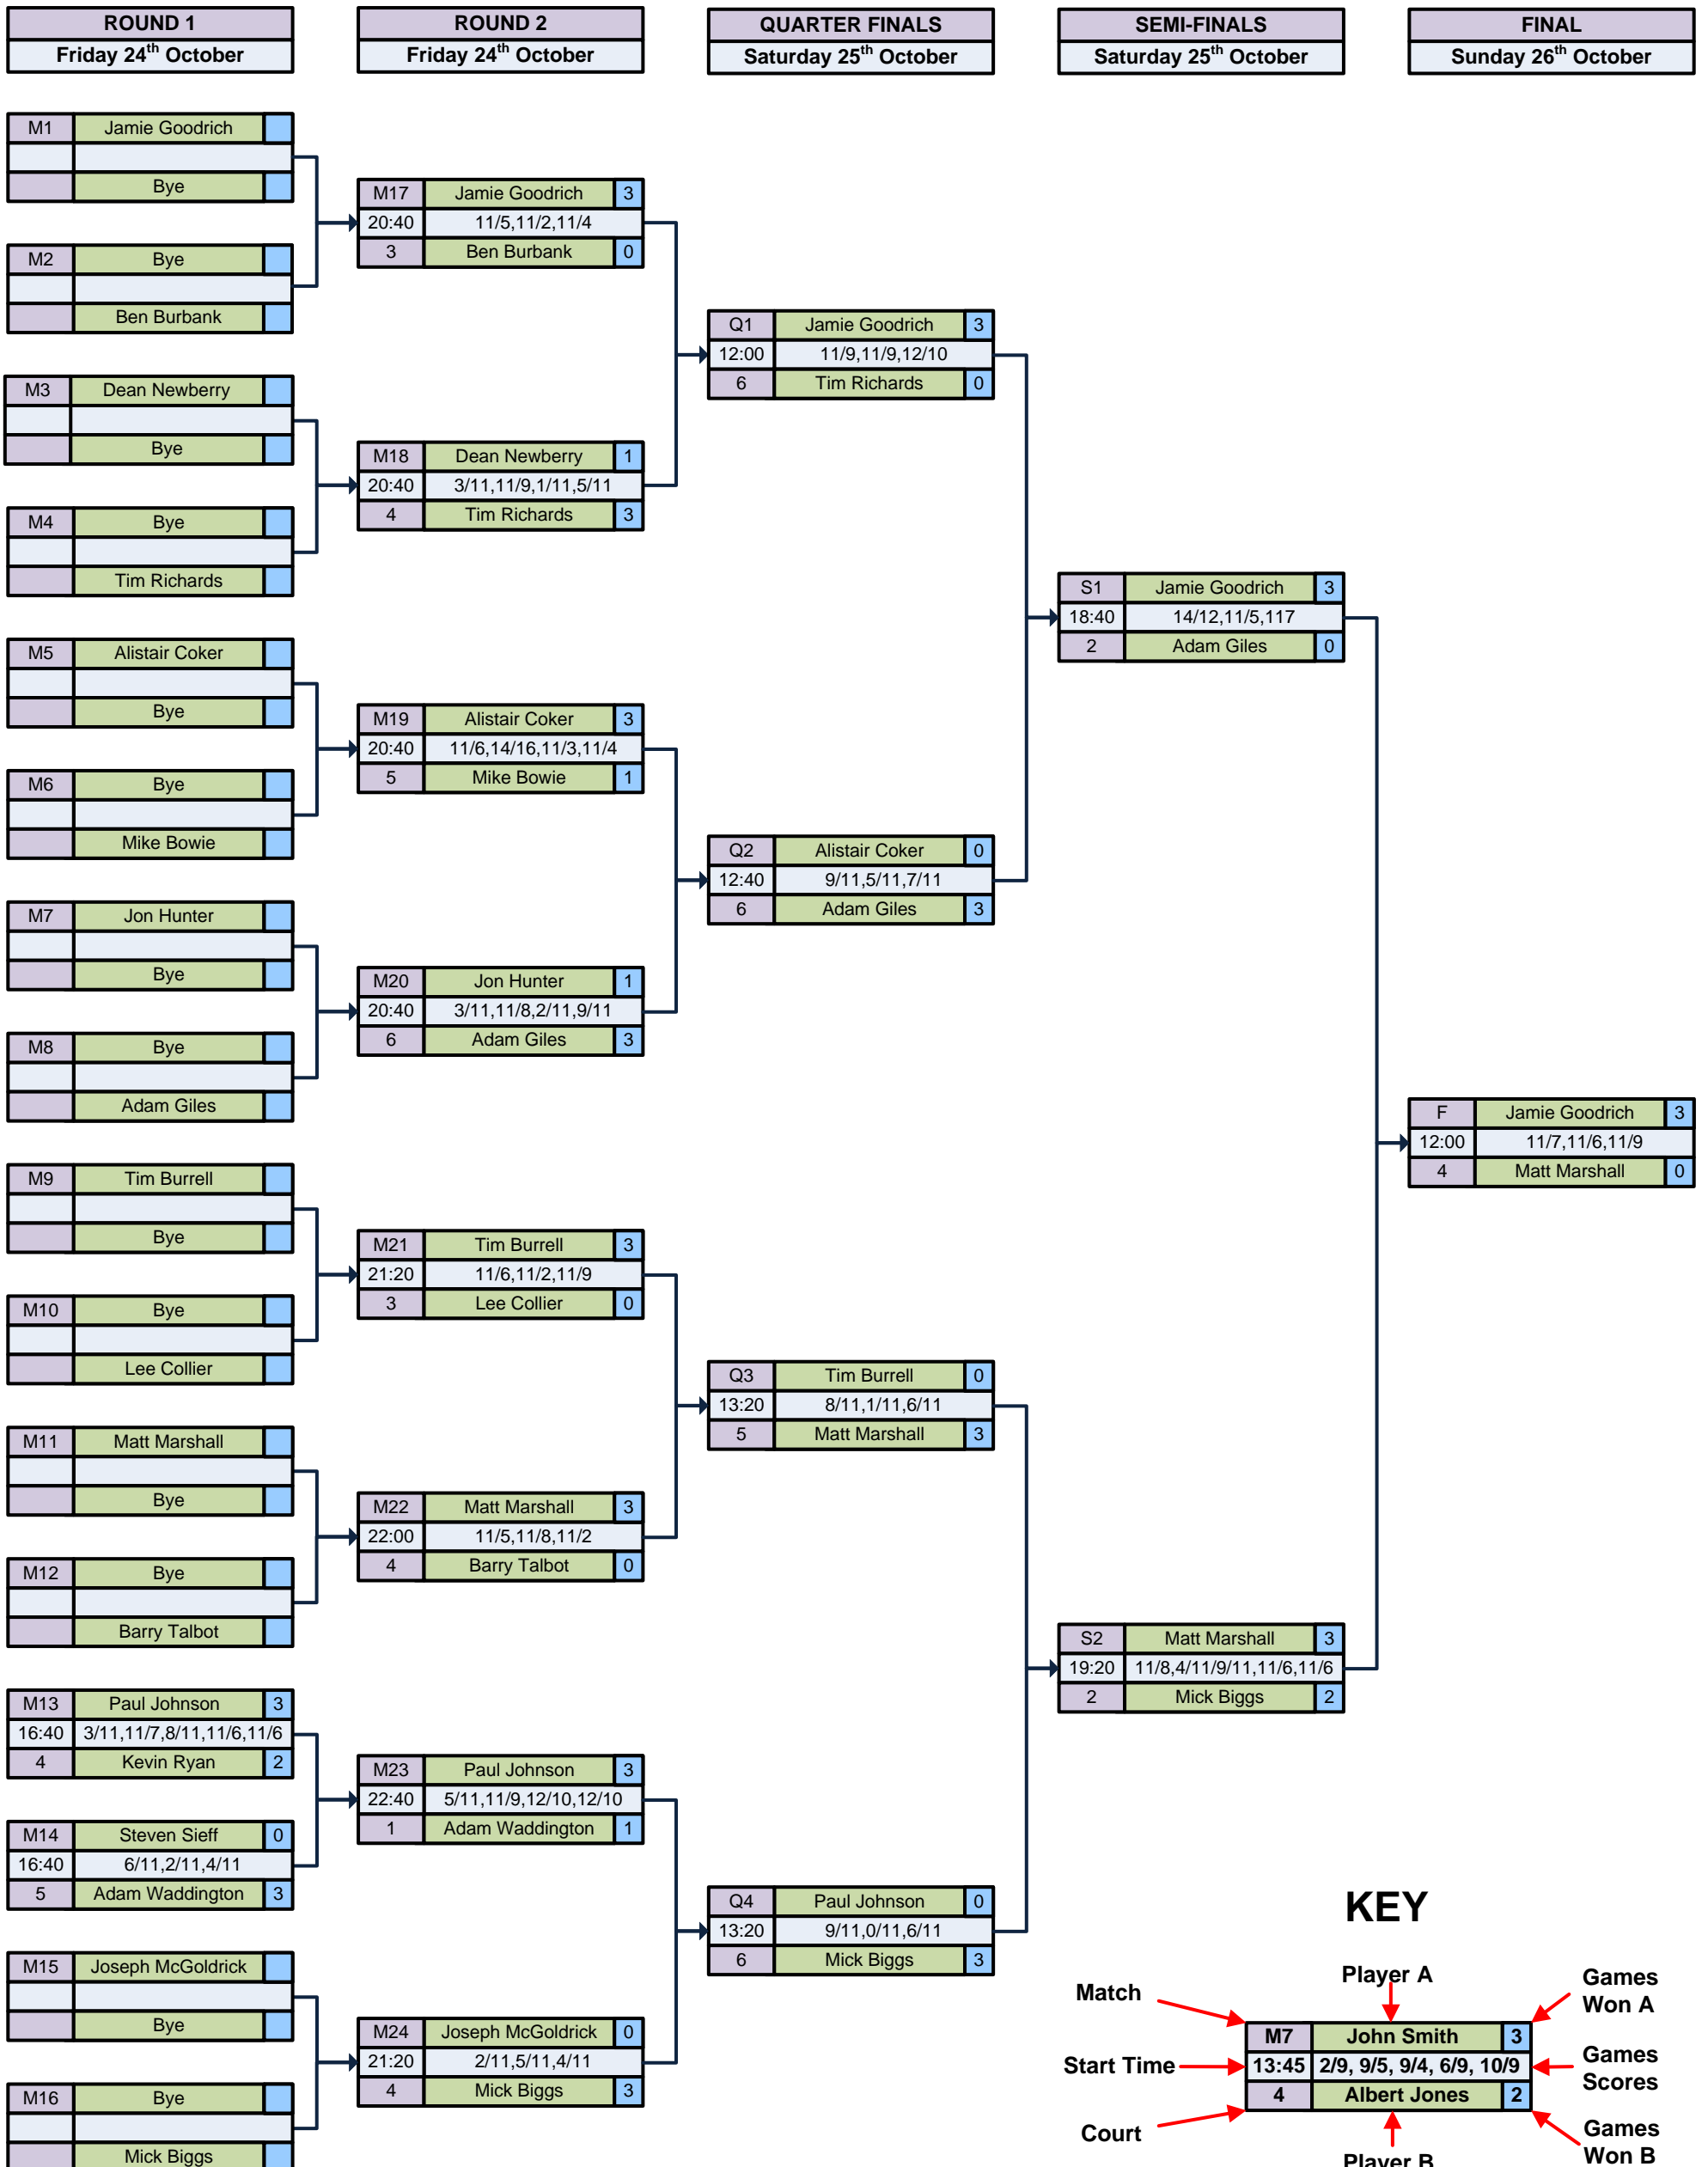 ROUND 1
Friday 24th October
ROUND 2
Friday 24th October
QUARTER FINALS
Saturday 25th October
SEMI-FINALS
Saturday 25th October
FINAL
Sunday 26th October
M1 Jamie Goodrich
Bye
M2 Bye
Ben Burbank
M3 Dean Newberry
Bye
M4 Bye
Tim Richards
M5 Alistair Coker
Bye
M6 Bye
Mike Bowie
M7 Jon Hunter
Bye
M8 Bye
Adam Giles
M9 Tim Burrell
Bye
M10 Bye
Lee Collier
M11 Matt Marshall
Bye
M12 Bye
Barry Talbot
M13 Paul Johnson 3
16:40 3/11,11/7,8/11,11/6,11/6
4 Kevin Ryan 2
M14 Steven Sieff 0
16:40 6/11,2/11,4/11
5 Adam Waddington 3
M15 Joseph McGoldrick
Bye
M16 Bye
Mick Biggs
M17 Jamie Goodrich 3
20:40 11/5,11/2,11/4
3 Ben Burbank 0
M18 Dean Newberry 1
20:40 3/11,11/9,1/11,5/11
4 Tim Richards 3
M19 Alistair Coker 3
20:40 11/6,14/16,11/3,11/4
5 Mike Bowie 1
M20 Jon Hunter 1
20:40 3/11,11/8,2/11,9/11
6 Adam Giles 3
M21 Tim Burrell 3
21:20 11/6,11/2,11/9
3 Lee Collier 0
M22 Matt Marshall 3
22:00 11/5,11/8,11/2
4 Barry Talbot 0
M23 Paul Johnson 3
22:40 5/11,11/9,12/10,12/10
1 Adam Waddington 1
M24 Joseph McGoldrick 0
21:20 2/11,5/11,4/11
4 Mick Biggs 3
Q1 Jamie Goodrich 3
12:00 11/9,11/9,12/10
6 Tim Richards 0
Q2 Alistair Coker 0
12:40 9/11,5/11,7/11
6 Adam Giles 3
Q3 Tim Burrell 0
13:20 8/11,1/11,6/11
5 Matt Marshall 3
Q4 Paul Johnson 0
13:20 9/11,0/11,6/11
6 Mick Biggs 3
S1 Jamie Goodrich 3
18:40 14/12,11/5,117
2 Adam Giles 0
S2 Matt Marshall 3
19:20 11/8,4/11/9/11,11/6,11/6
2 Mick Biggs 2
F Jamie Goodrich 3
12:00 11/7,11/6,11/9
4 Matt Marshall 0
KEY
Match
Player A
Games
Won A
M7 John Smith 3
Start Time
13:45 2/9, 9/5, 9/4, 6/9, 10/9
Games
Scores
4 Albert Jones 2
Court
Player B
Games
Won B